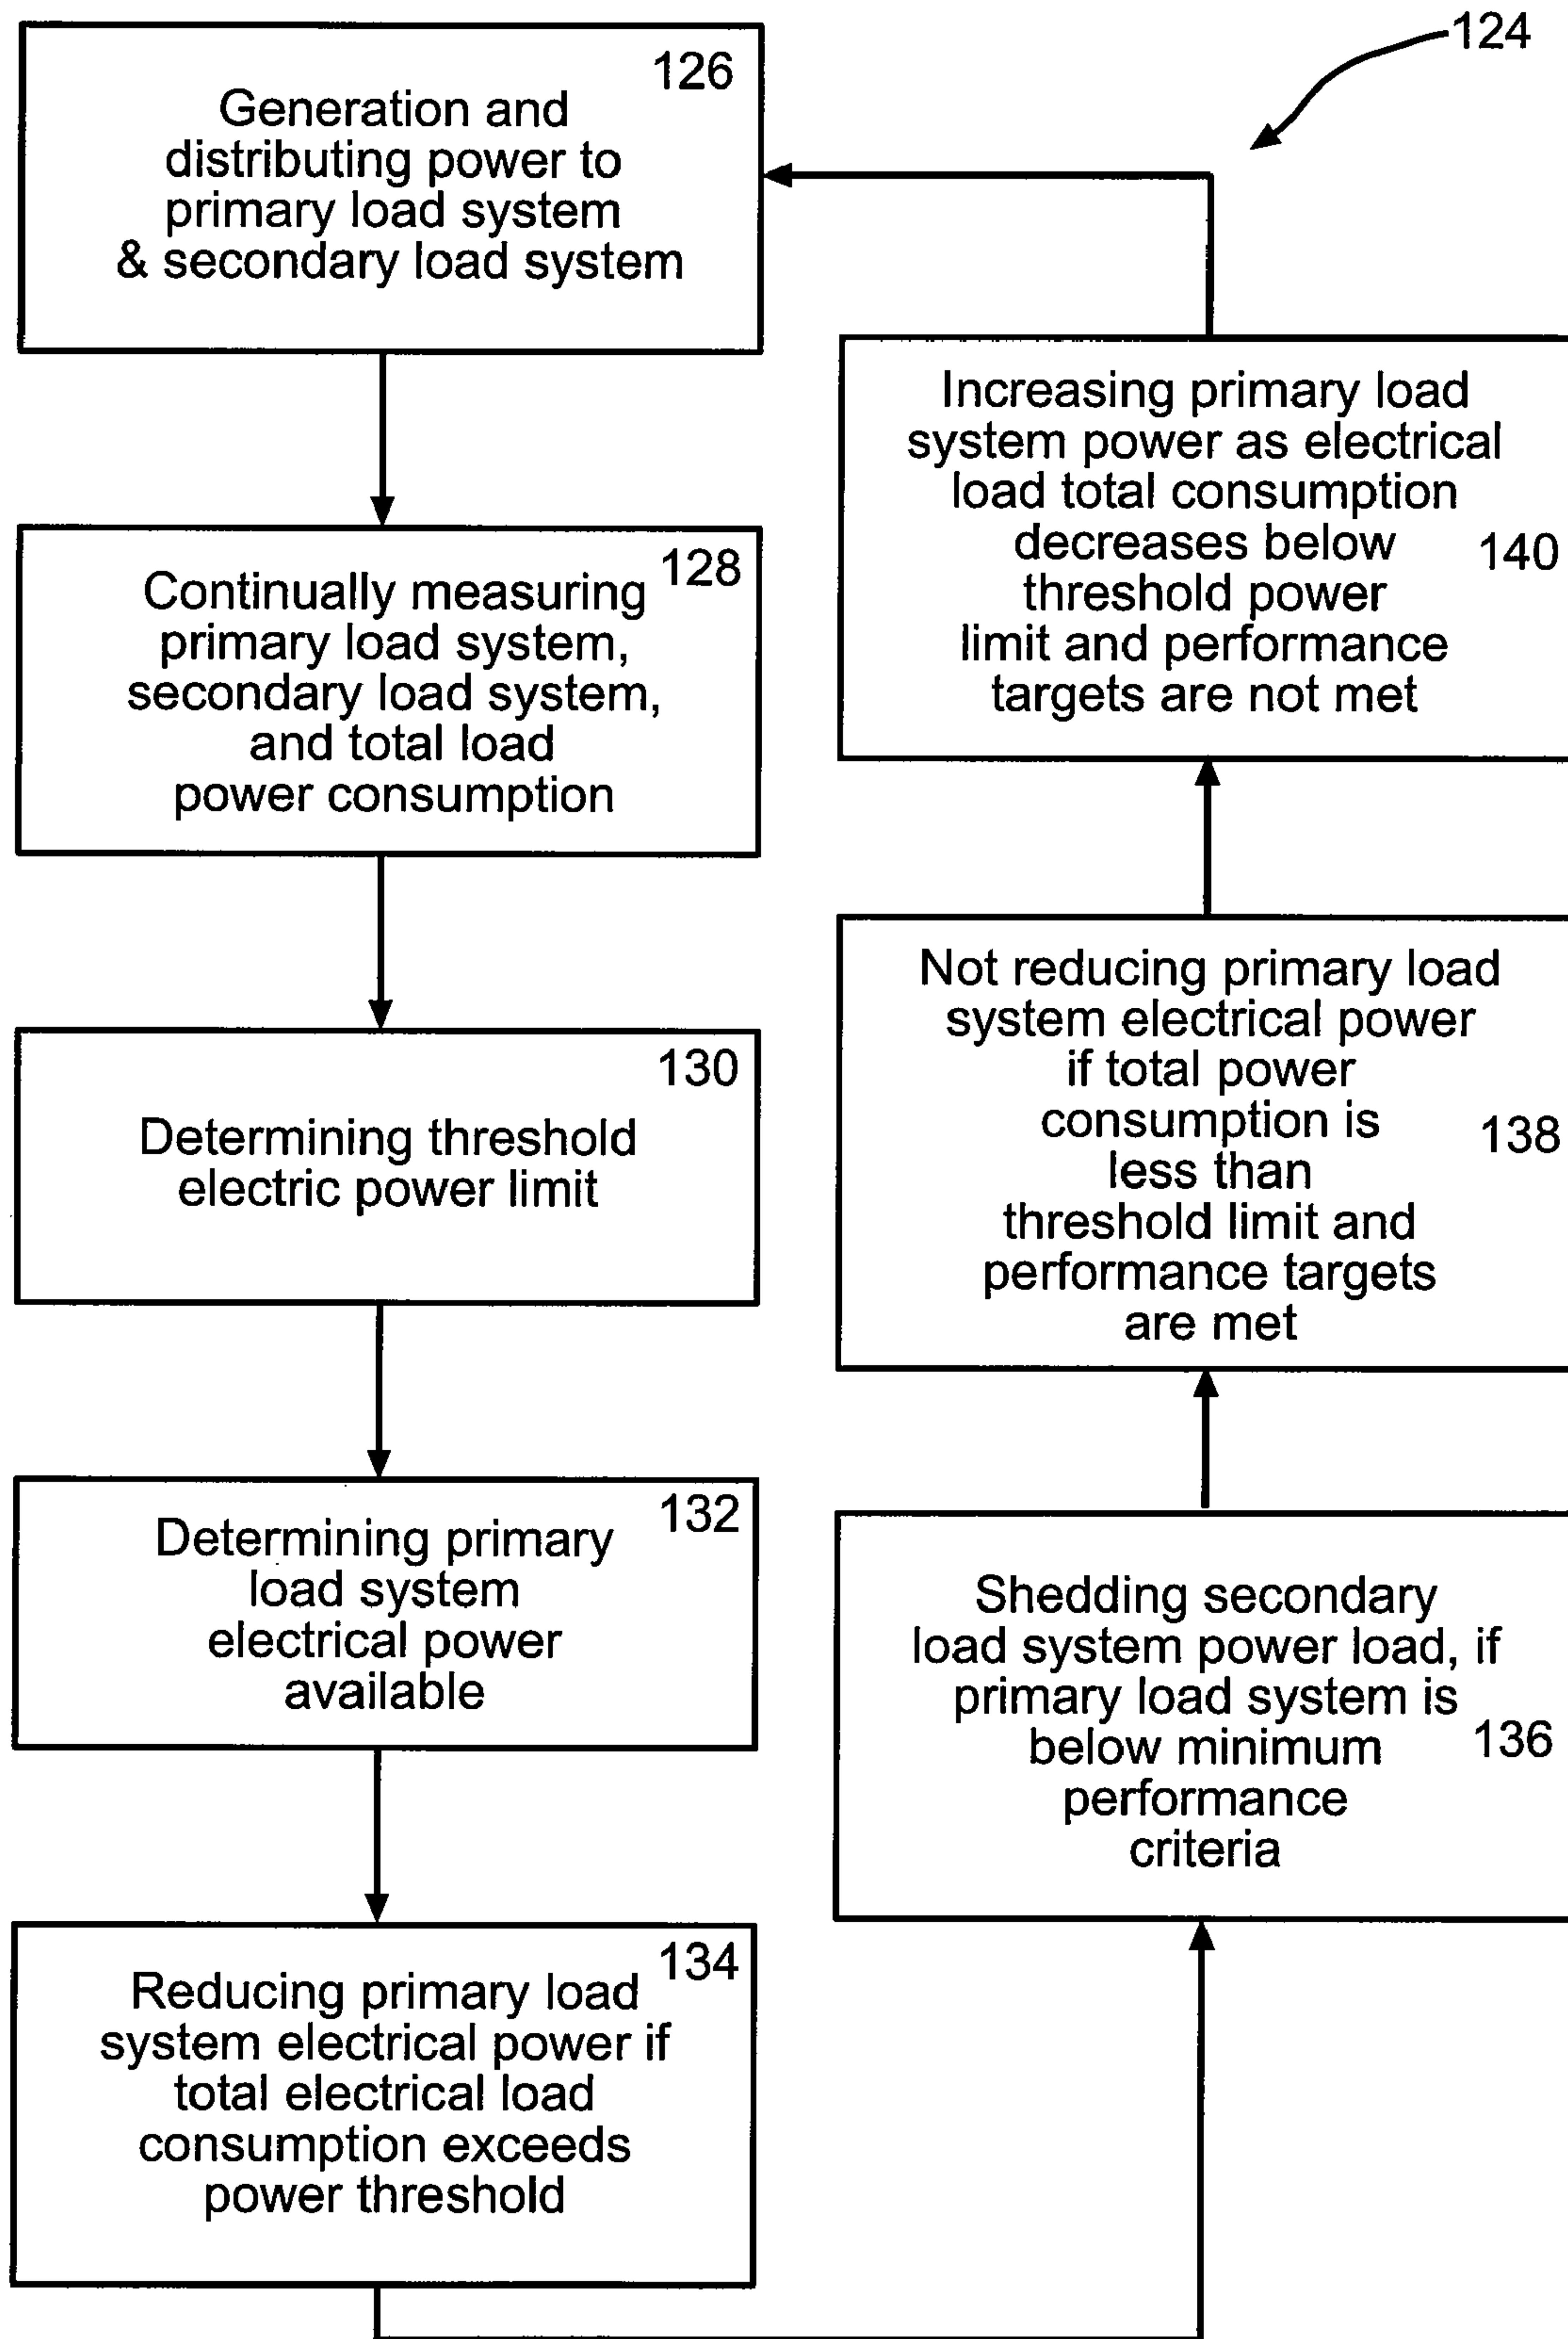 124
126
Generation and
distributing power to
primary load system
& secondary load system
128
Continually measuring
primary load system,
secondary load system,
and total load
power consumption
130
Determining threshold
electric power limit
132
Determining primary
load system
electrical power
available
134
Reducing primary load
system electrical power if
total electrical load
consumption exceeds
power threshold
Shedding secondary
load system power load, if
primary load system is
136
below minimum
performance
criteria
Not reducing primary load
system electrical power
if total power
consumption is
138
less than
threshold limit and
performance targets
are met
Increasing primary load
system power as electrical
load total consumption
decreases below
140
threshold power
limit and performance
targets are not met